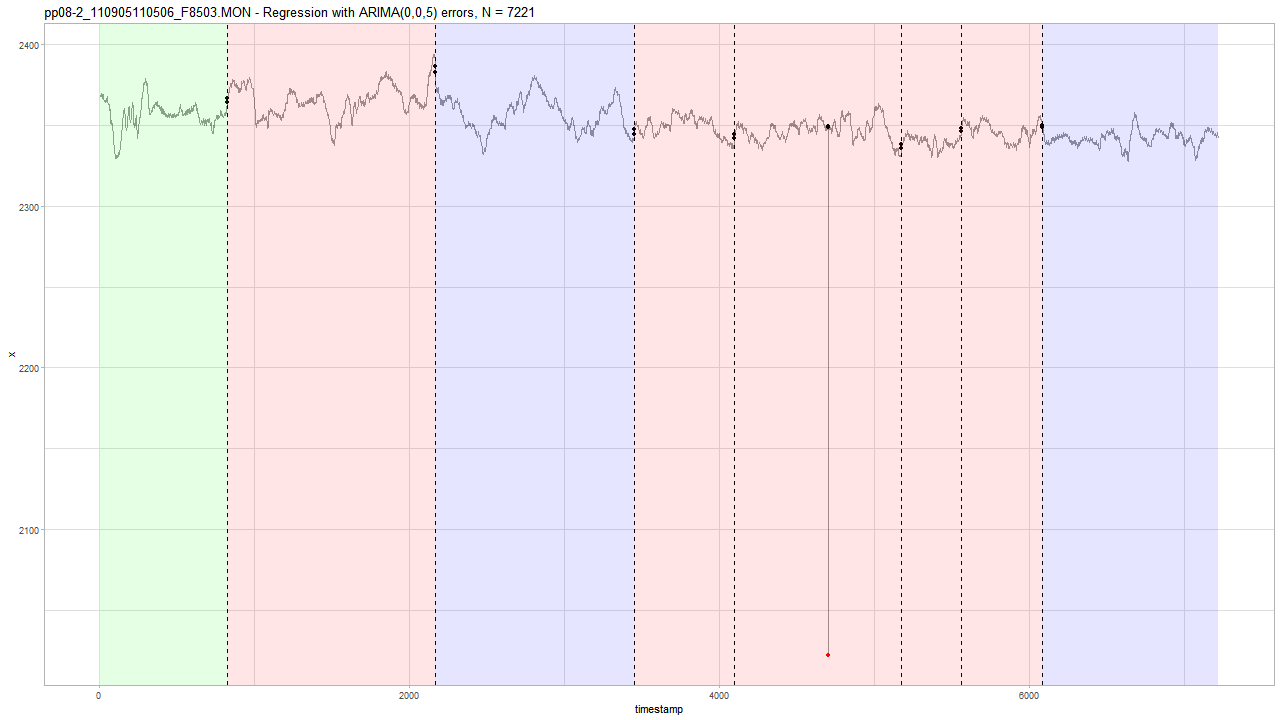 pp08-2_110905110506_F8503.MON - Regression with ARIMA(0,0,5) errors, N = 7221
2400
2300
2200
2100
x
0 2000 4000 6000
timestamp